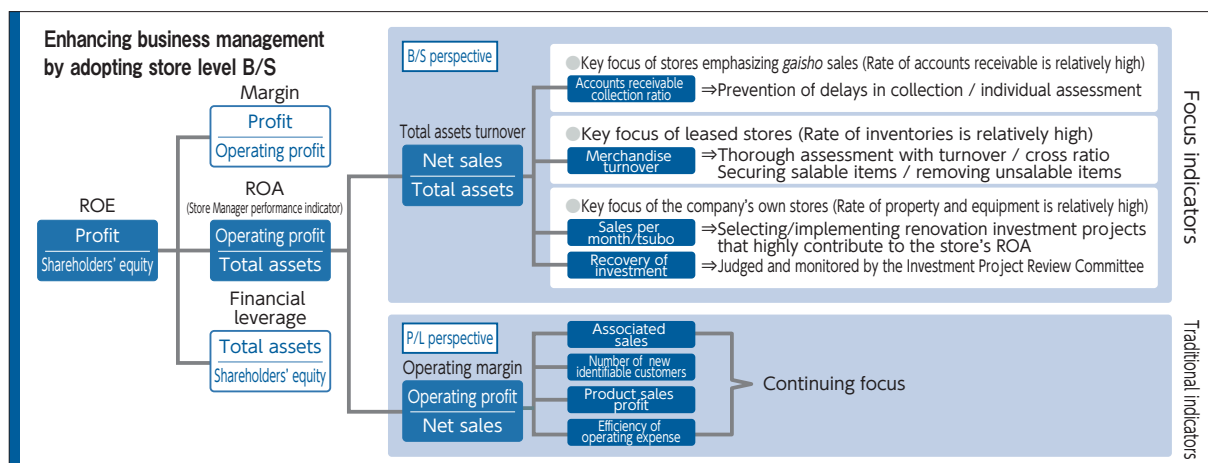 Enhancing business management
by adopting store level B/S
ROE
Profit
Shareholders' equity
Margin
Profit
Operating profit
ROA
(Store Manager performance indicator)
Operating profit
Total assets
Financial
leverage
Total assets
Shareholders' equity
B/S perspective
Total assets turnover
Net sales
Total assets
●Key focus of stores emphasizing gaisho sales (Rate of accounts receivable is relatively high)
Accounts receivable
collection ratio
⇒Prevention of delays in collection / individual assessment
●Key focus of leased stores (Rate of inventories is relatively high)
Merchandise
turnover
⇒Thorough assessment with turnover / cross ratio
Securing salable items / removing unsalable items
●Key focus of the company's own stores (Rate of property and equipment is relatively high)
Sales per
month/tsubo
⇒Selecting/implementing renovation investment projects
that highly contribute to the store's ROA
Recovery of
investment
⇒Judged and monitored by the Investment Project Review Committee
Focus indicators
P/L perspective
Operating margin
Operating profit
Net sales
Associated
sales
Number of new
identifiable customers
Product sales
profit
Efficiency of
operating expense
Continuing focus
Traditional indicators